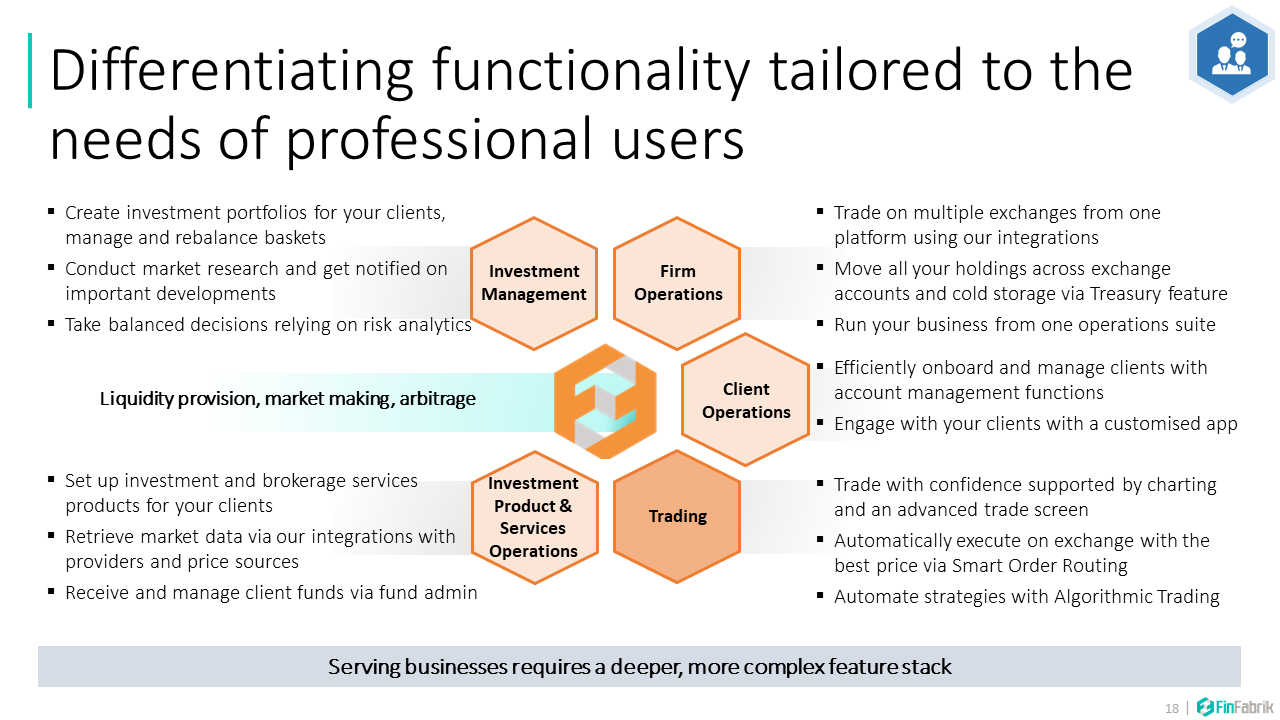 Differentiating functionality tailored to the
needs of professional users
▪ Create investment portfolios for your clients,
manage and rebalance baskets
▪ Conduct market research and get notified on
important developments
▪ Take balanced decisions relying on risk analytics
Investment
Management
Firm
Operations
▪ Trade on multiple exchanges from one
platform using our integrations
▪ Move all your holdings across exchange
accounts and cold storage via Treasury feature
▪ Run your business from one operations suite
Liquidity provision, market making, arbitrage
Client
Operations
▪ Efficiently onboard and manage clients with
account management functions
▪ Engage with your clients with a customised app
▪ Set up investment and brokerage services
products for your clients
▪ Retrieve market data via our integrations with
providers and price sources
▪ Receive and manage client funds via fund admin
Investment
Product &
Services
Operations
Trading
▪ Trade with confidence supported by charting
and an advanced trade screen
▪ Automatically execute on exchange with the
best price via Smart Order Routing
▪ Automate strategies with Algorithmic Trading
Serving businesses requires a deeper, more complex feature stack
18 | FinFabrik